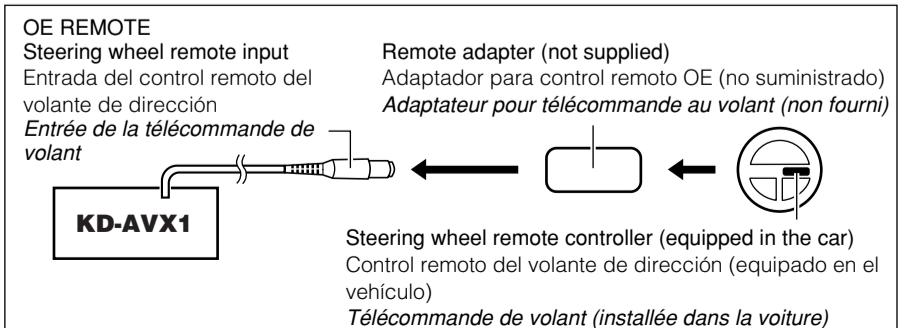 OE REMOTE
Steering wheel remote input
Entrada del control remoto del
volante de dirección
Entrée de la télécommande de
volant
Remote adapter (not supplied)
Adaptador para control remoto OE (no suministrado)
Adaptateur pour télécommande au volant (non fourni)
KD-AVX1
Steering wheel remote controller (equipped in the car)
Control remoto del volante de dirección (equipado en el
vehículo)
Télécommande de volant (installée dans la voiture)